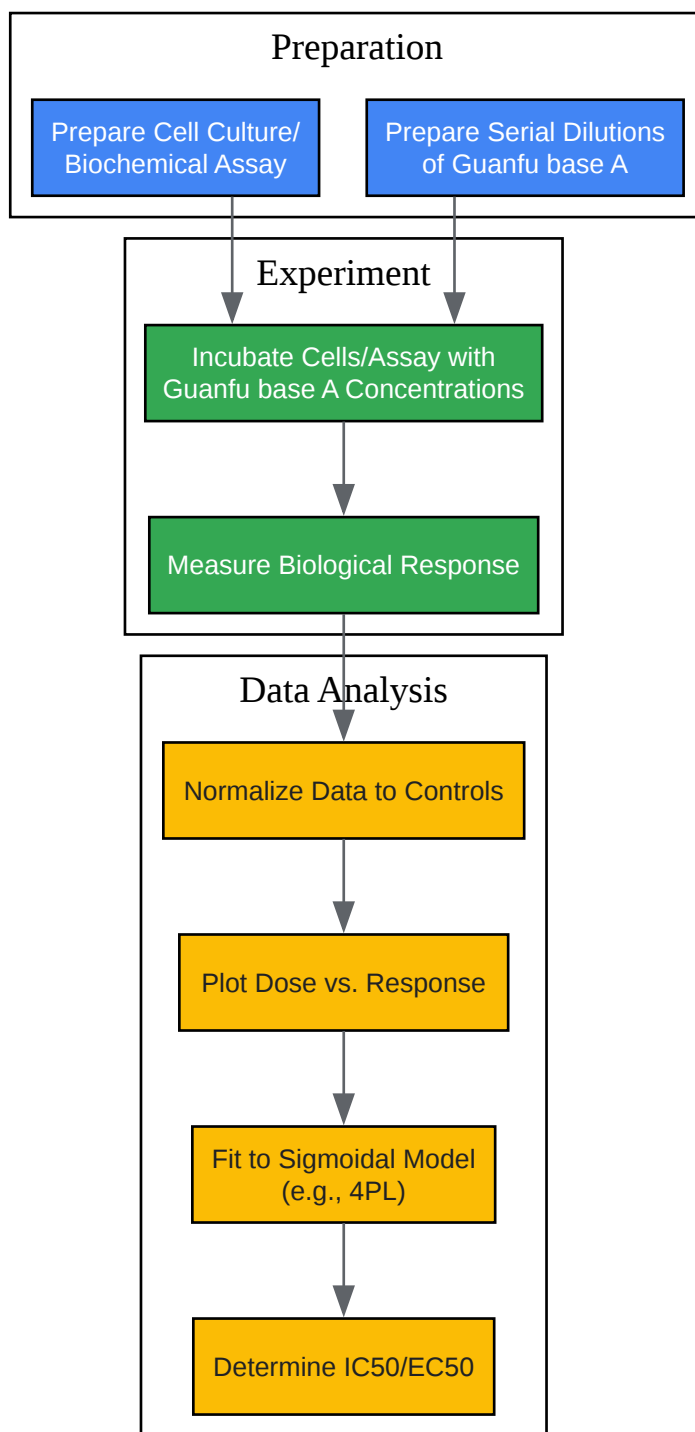 Preparation
Prepare Cell Culture/
Biochemical Assay
Prepare Serial Dilutions
of Guanfu base A
Experiment
Incubate Cells/Assay with
Guanfu base A Concentrations
Measure Biological Response
Data Analysis
Normalize Data to Controls
Plot Dose vs. Response
Fit to Sigmoidal Model
(e.g., 4PL)
Determine IC50/EC50